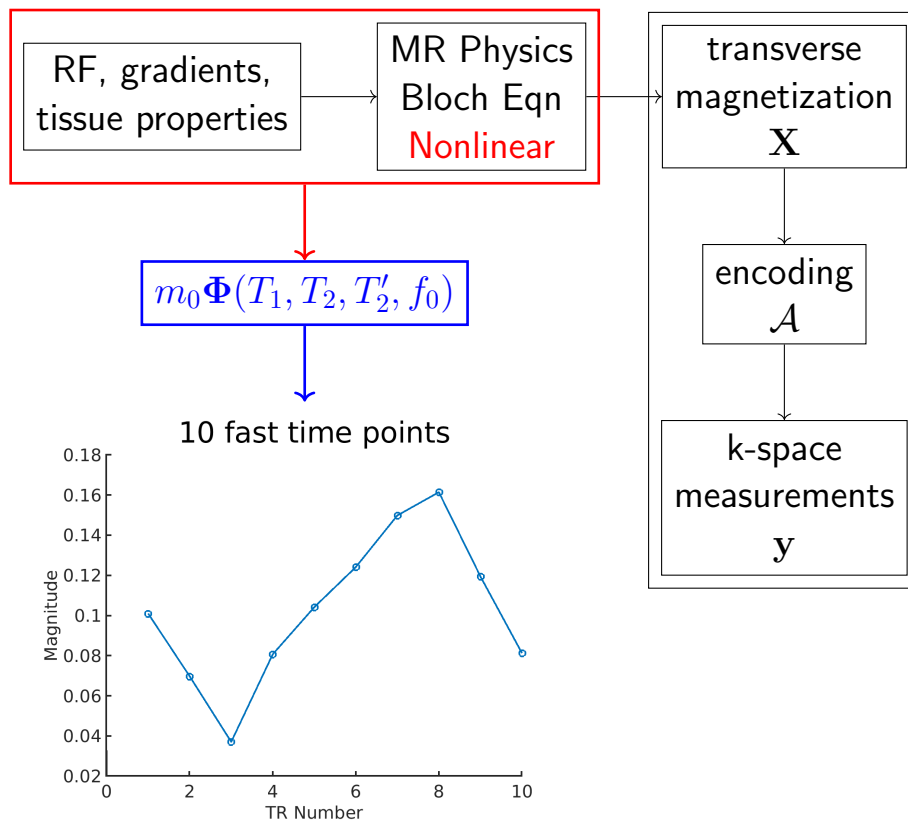 RF, gradients,
tissue properties
MR Physics
Bloch Eqn
Nonlinear
transverse
magnetization
X
m₀Φ(T₁, T₂, T₂′, f₀)
encoding
𝒜
k-space
measurements
y
10 fast time points
0.18
0.16
0.14
0.12
0.1
0.08
0.06
0.04
0.02
Magnitude
0 2 4 6 8 10
TR Number